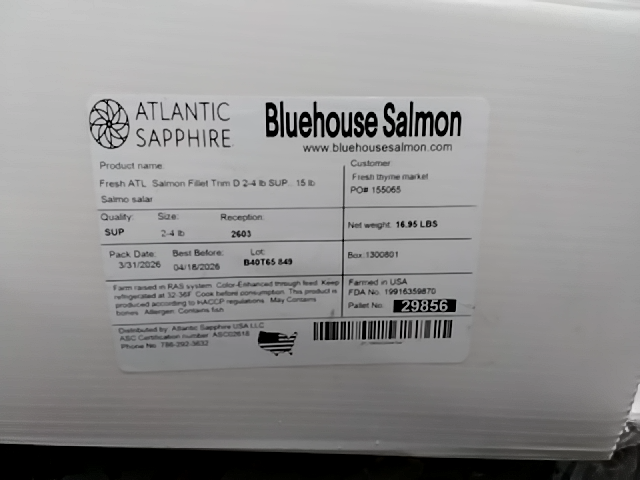 ATLANTIC
SAPPHIRE
Bluehouse Salmon
www.bluehousesalmon.com
Product name:
Fresh ATL Salmon Fillet Trim D 2-4 lb SUP. 15 lb
Salmo salar
Customer:
Fresh thyme market
PO# 155065
Quality: Size: Reception:
SUP 2-4 lb 2603
Net weight: 16.95 LBS
Pack Date: Best Before: Lot:
3/31/2026 04/18/2026 B40T65 849
Box: 1300801
Farm raised in RAS system. Color-Enhanced through feed. Keep
refrigerated at 32-36F. Cook before consumption. This product is
produced according to HACCP regulations. May Contains
bones. Allergen: Contains fish
Farmed in USA
FDA No. 19916359870
Pallet No: 29856
Distributed by: Atlantic Sapphire USA LLC
ASC Certification number: ASC02618
Phone No: 786-292-3632